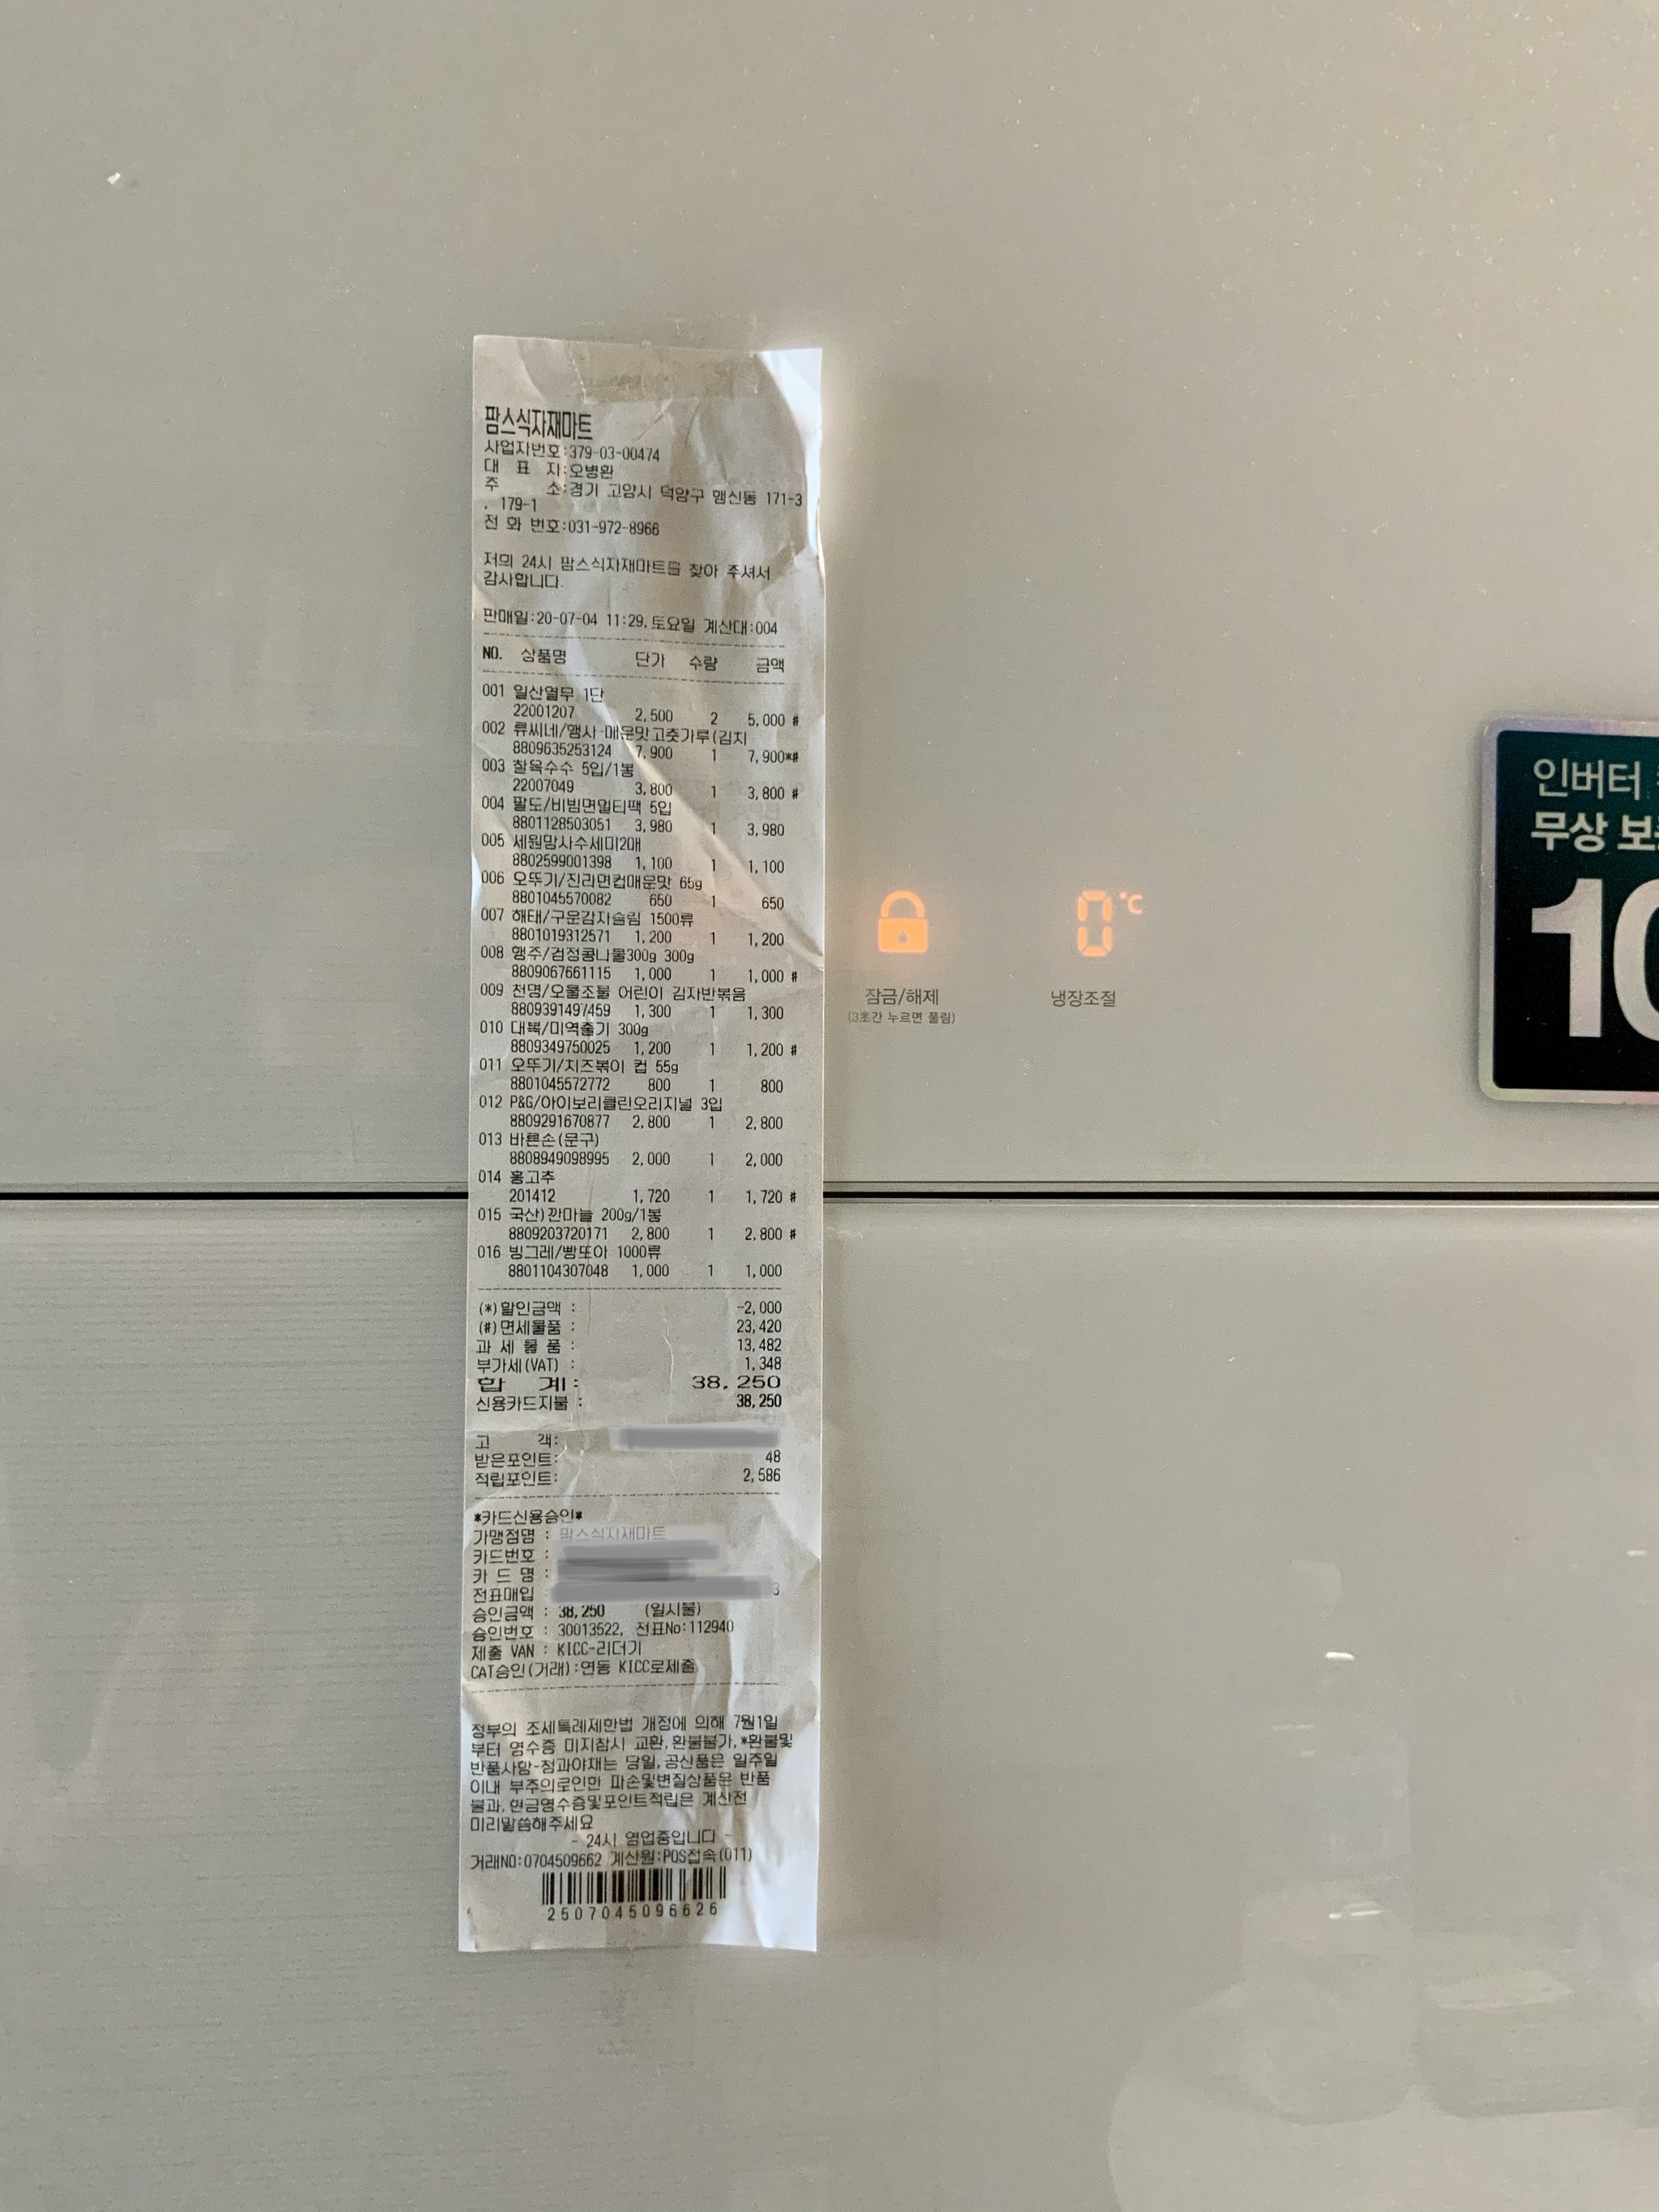 팜스식자재마트
사업자번호:379-03-00474
대 표 자:오병환
주 소:경기 고양시 덕양구 행신동 171-3
, 179-1
전 화 번호:031-972-8966
저희 24시 팜스식자재마트를 찾아 주셔서
감사합니다.
판매일:20-07-04 11:29,토요일 계산대:004
NO. 상품명 단가 수량 금액
001 일산열무 1단
22001207 2,500 2 5,000 #
002 류씨네/행사-매운맛고춧가루(김치
8809635253124 7,900 1 7,900*#
003 찰옥수수 5입/1봉
22007049 3,800 1 3,800 #
004 팔도/비빔면멀티팩 5입
8801128503051 3,980 1 3,980
005 세원망사수세미2매
8802599001398 1,100 1 1,100
006 오뚜기/진라면컵매운맛 65g
8801045570082 650 1 650
007 해태/구운감자슬림 1500류
8801019312571 1,200 1 1,200
008 행주/검정콩나물300g 300g
8809067661115 1,000 1 1,000 #
009 천명/오물조물 어린이 김자반볶음
8809391497459 1,300 1 1,300
010 대복/미역줄기 300g
8809349750025 1,200 1 1,200 #
011 오뚜기/치즈볶이 컵 55g
8801045572772 800 1 800
012 P&G/아이보리클린오리지널 3입
8809291670877 2,800 1 2,800
013 바른손(문구)
8808949098995 2,000 1 2,000
014 홍고추
201412 1,720 1 1,720 #
015 국산)깐마늘 200g/1봉
8809203720171 2,800 1 2,800 #
016 빙그레/빵또아 1000류
8801104307048 1,000 1 1,000
(*)할인금액 : -2,000
(#)면세물품 : 23,420
과 세 물 품 : 13,482
부가세(VAT) : 1,348
합 계: 38,250
신용카드지불 : 38,250
고 객:
받은포인트: 48
적립포인트: 2,586
*카드신용승인*
가맹점명 : 팜스식자재마트
카드번호 :
카 드 명 :
전표매입 : 3
승인금액 : 38,250 (일시불)
승인번호 : 30013522, 전표No:112940
제출 VAN : KICC-리더기
CAT승인(거래):연동 KICC로제출
정부의 조세특례제한법 개정에 의해 7월1일
부터 영수증 미지참시 교환,환불불가,*환불및
반품사항-청과야채는 당일,공산품은 일주일
이내 부주의로인한 파손및변질상품은 반품
불과,현금영수증및포인트적립은 계산전
미리말씀해주세요
- 24시 영업중입니다 -
거래NO:0704509662 계산원:POS접속(011)
2507045096626
0°C
잠금/해제
(3초간 누르면 풀림)
냉장조절
인버터
무상
10